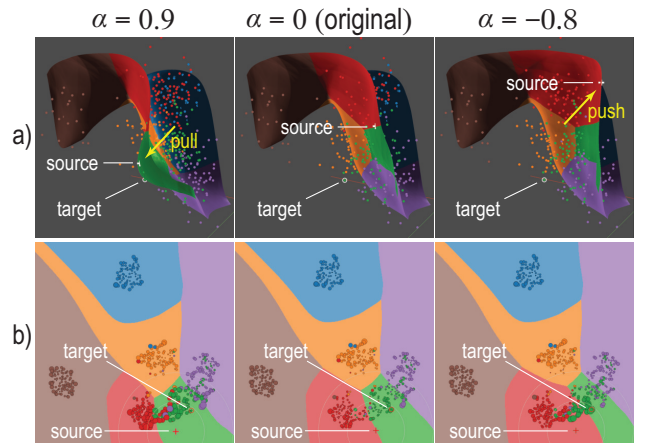 α = 0.9
α = 0 (original)
α = −0.8
a)
pull
source
target
source
target
source
push
target
b)
target
source
target
source
target
source